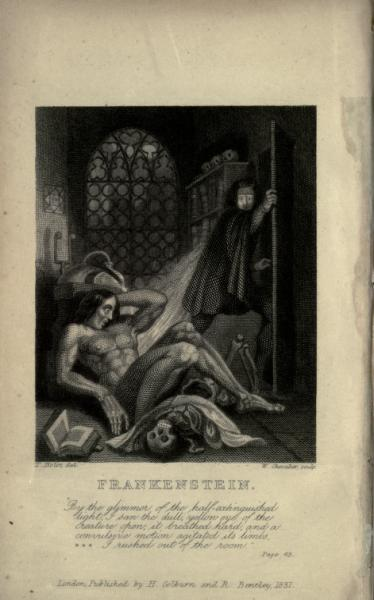 T. Holst, del.
W. Chevalier, sculp.
FRANKENSTEIN.
"By the glimmer of the half-extinguished
light, I saw the dull, yellow eye of the
creature open; it breathed hard, and a
convulsive motion agitated its limbs,
*** I rushed out of the room."
Page 43.
London, Published by H. Colburn and R. Bentley, 1831.